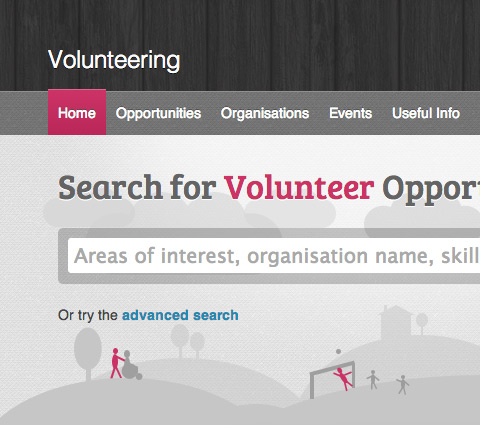 Volunteering
Home Opportunities Organisations Events Useful Info
Search for Volunteer Oppor
Areas of interest, organisation name, skill
Or try the advanced search